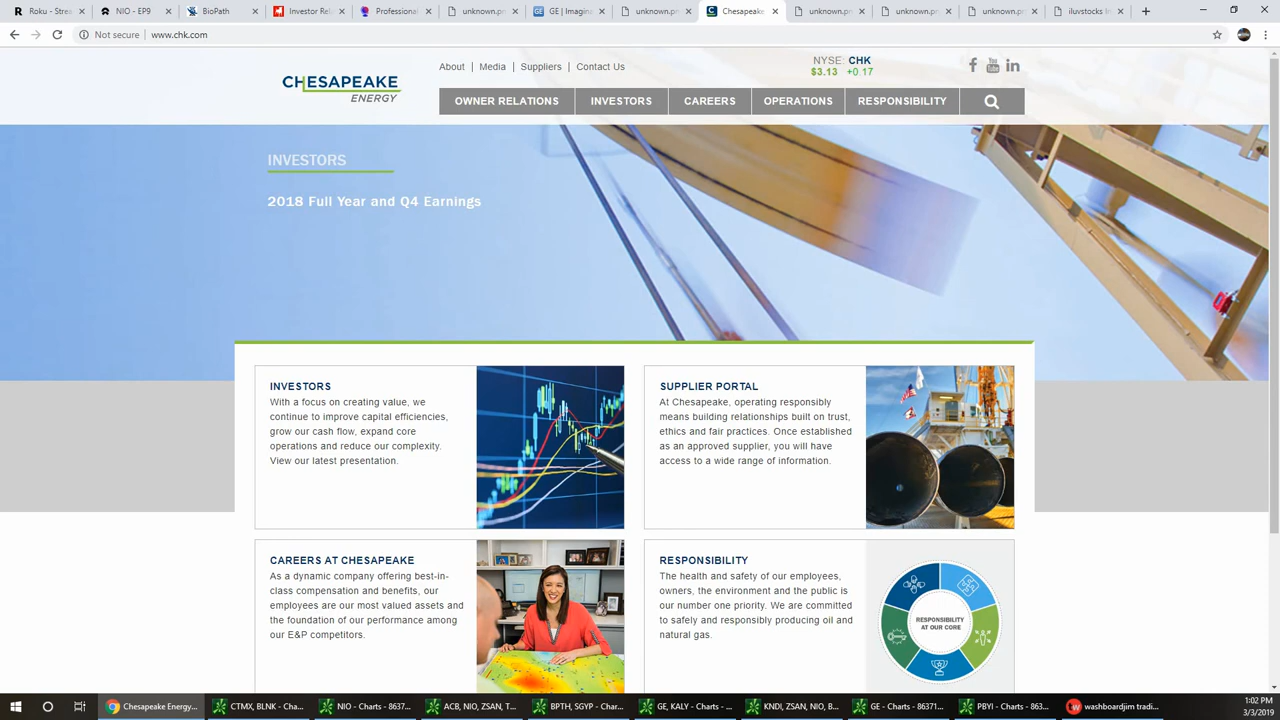 Roku - Strea
NIO - EP9
BioPath
Investor Rel
Professional
unknown.pn
GE | Imagina
unknown.pn
Chesapeake
unknown.pn
unknown.pn
unknown.pn
iluvstocks In
Not secure
www.chk.com
CHESAPEAKE
ENERGY
About | Media | Suppliers | Contact Us
NYSE: CHK
$3.13 +0.17
OWNER RELATIONS
INVESTORS
CAREERS
OPERATIONS
RESPONSIBILITY
INVESTORS
2018 Full Year and Q4 Earnings
INVESTORS
With a focus on creating value, we
continue to improve capital efficiencies,
grow our cash flow, expand core
operations and reduce our complexity.
View our latest presentation.
SUPPLIER PORTAL
At Chesapeake, operating responsibly
means building relationships built on trust,
ethics and fair practices. Once established
as an approved supplier, you will have
access to a wide range of information.
CAREERS AT CHESAPEAKE
As a dynamic company offering best-in-
class compensation and benefits, our
employees are our most valued assets and
the foundation of our performance among
our E&P competitors.
RESPONSIBILITY
The health and safety of our employees,
owners, the environment and the public is
our number one priority. We are committed
to safely and responsibly producing oil and
natural gas.
RESPONSIBILITY
AT OUR CORE
Chesapeake Energy...
CTMX, BLNK - Cha...
NIO - Charts - 8637...
ACB, NIO, ZSAN, T...
BPTH, SGYP - Char...
GE, KALY - Charts - ...
KNDI, ZSAN, NIO, B...
GE - Charts - 86371...
PBYI - Charts - 863...
washboardjim tradi...
1:02 PM
3/3/2019